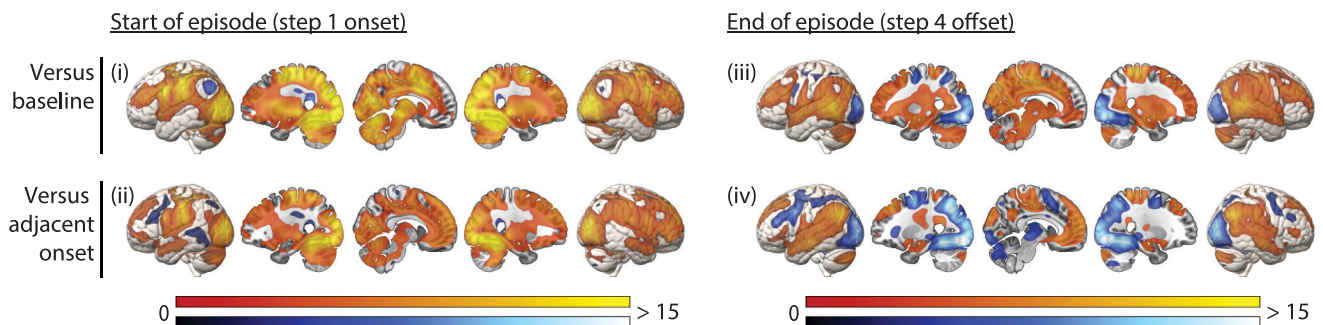 Start of episode (step 1 onset)
End of episode (step 4 offset)
Versus
baseline
(i)
(iii)
Versus
adjacent
onset
(ii)
(iv)
0
> 15
0
> 15